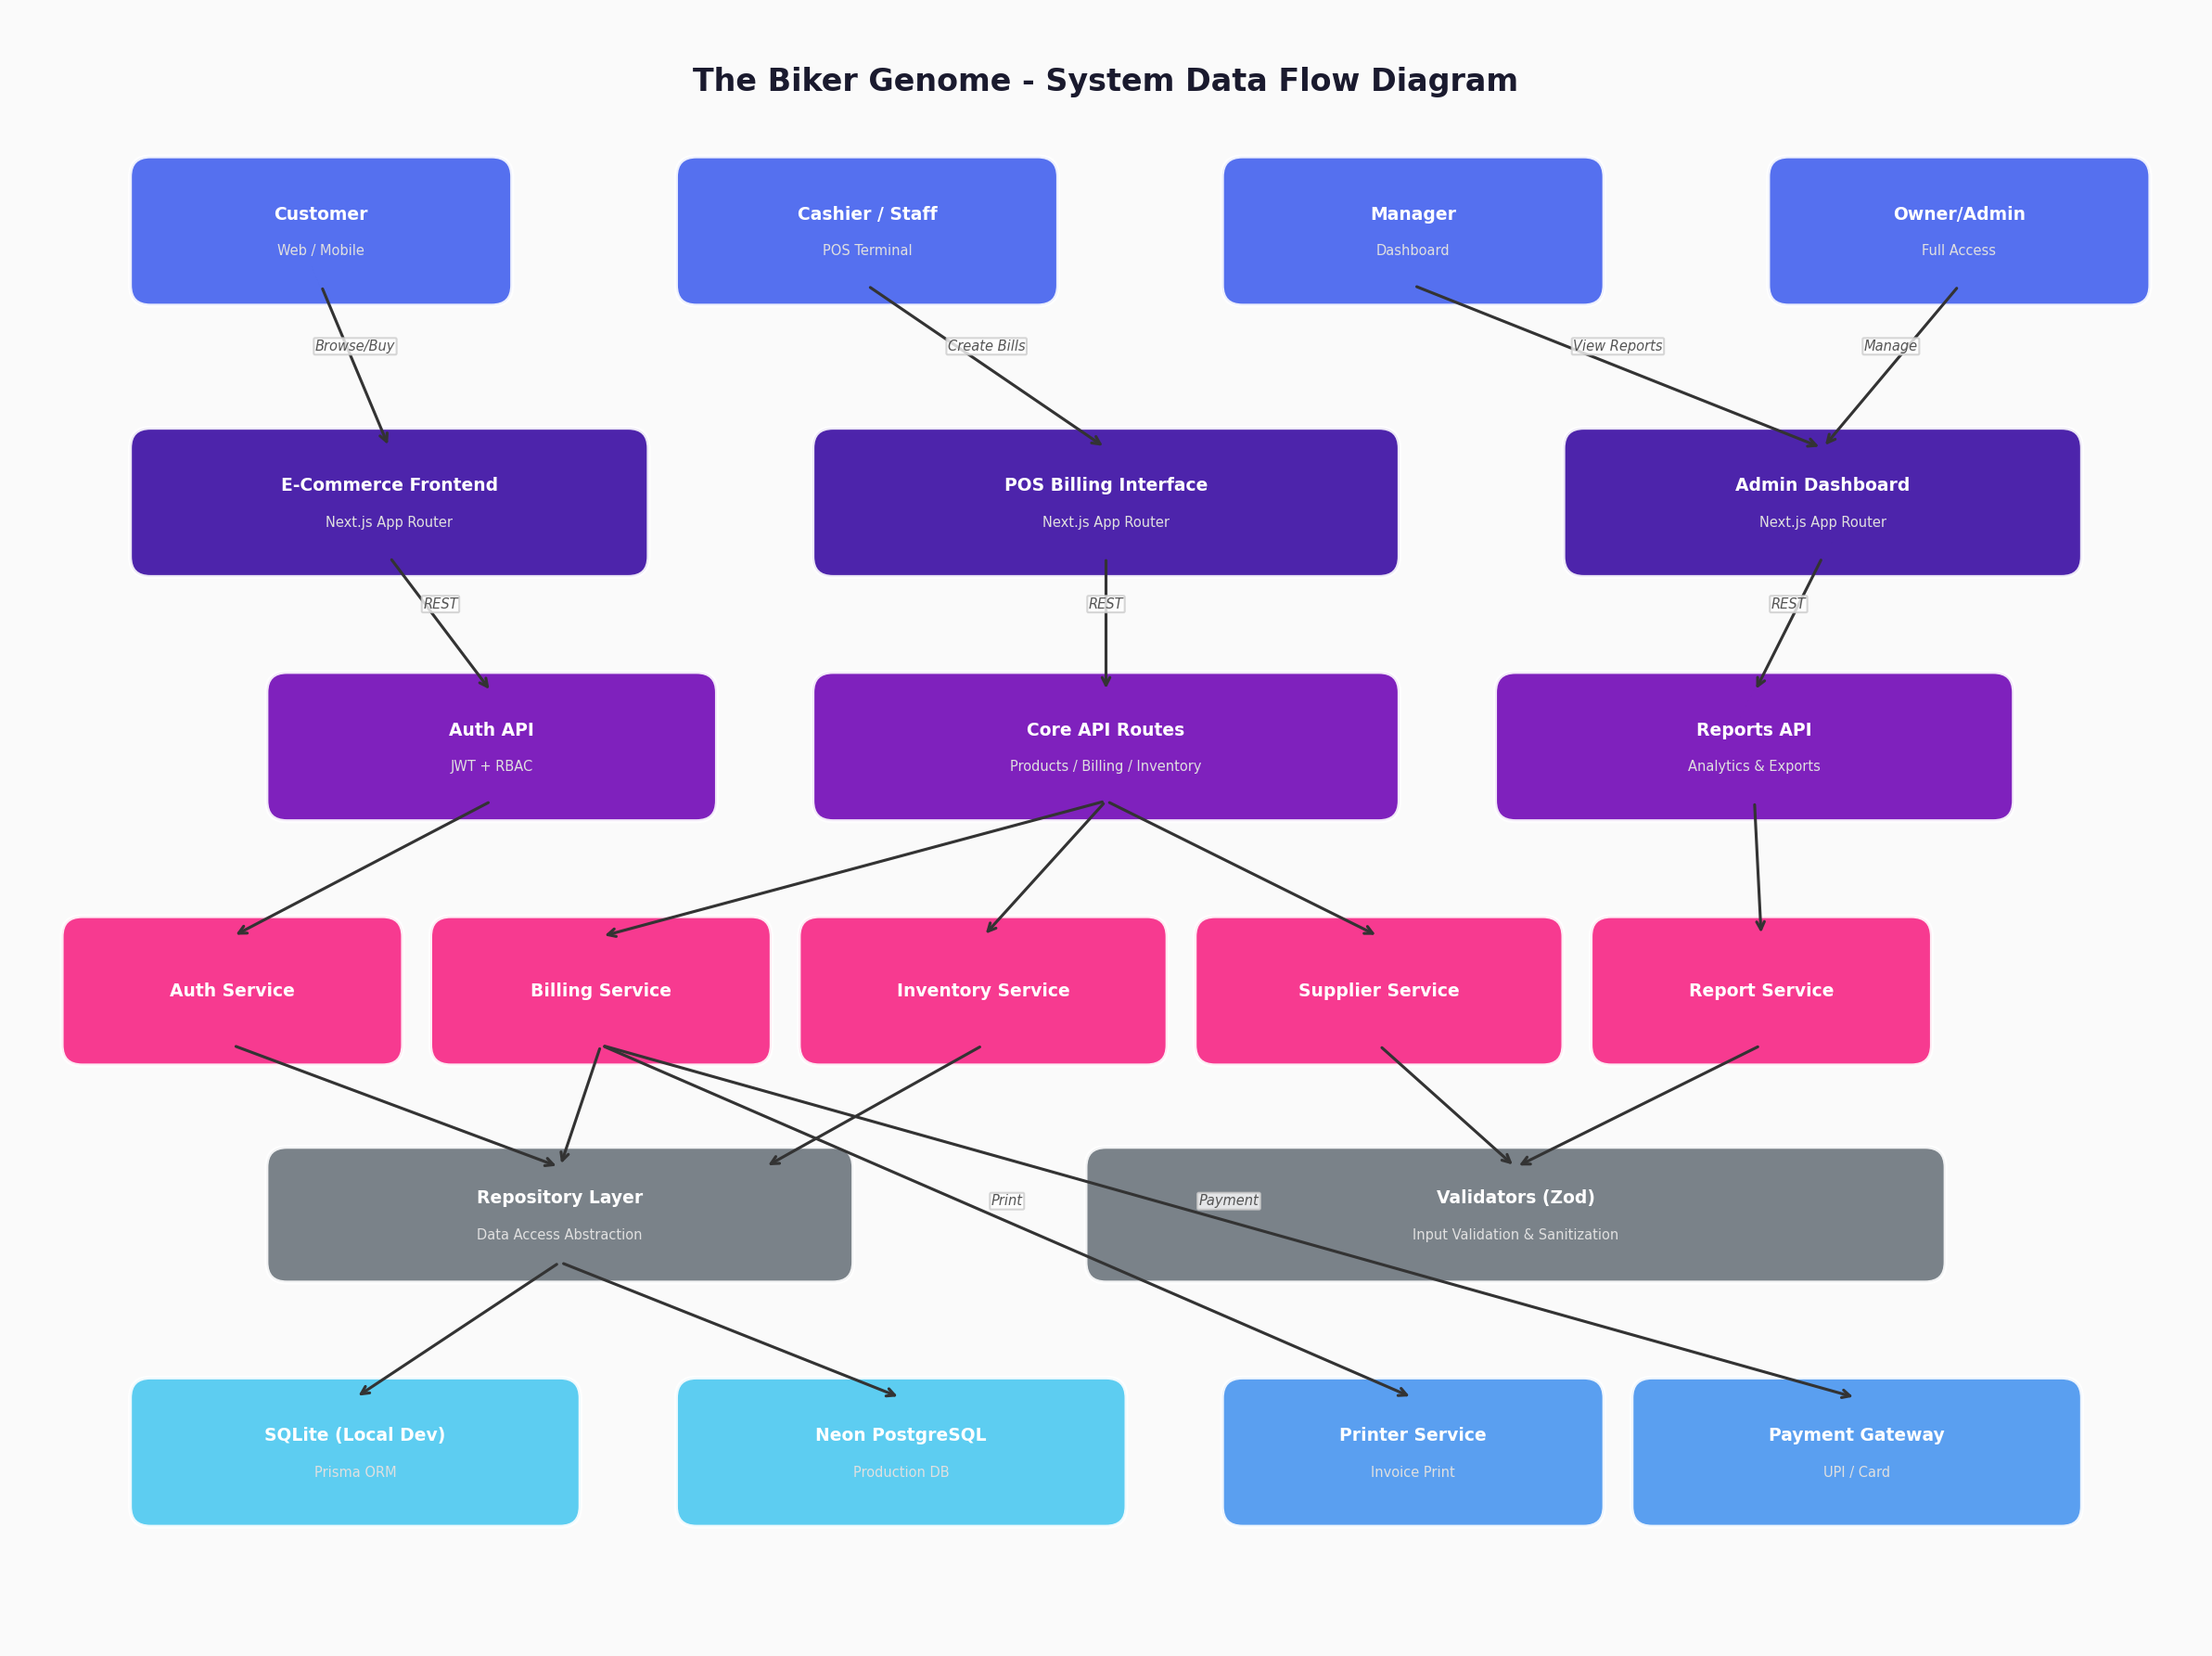 The Biker Genome - System Data Flow Diagram
Customer
Web / Mobile
Cashier / Staff
POS Terminal
Manager
Dashboard
Owner/Admin
Full Access
Browse/Buy
Create Bills
View Reports
Manage
E-Commerce Frontend
Next.js App Router
POS Billing Interface
Next.js App Router
Admin Dashboard
Next.js App Router
REST
REST
REST
Auth API
JWT + RBAC
Core API Routes
Products / Billing / Inventory
Reports API
Analytics & Exports
Auth Service
Billing Service
Inventory Service
Supplier Service
Report Service
Repository Layer
Data Access Abstraction
Print
Payment
Validators (Zod)
Input Validation & Sanitization
SQLite (Local Dev)
Prisma ORM
Neon PostgreSQL
Production DB
Printer Service
Invoice Print
Payment Gateway
UPI / Card